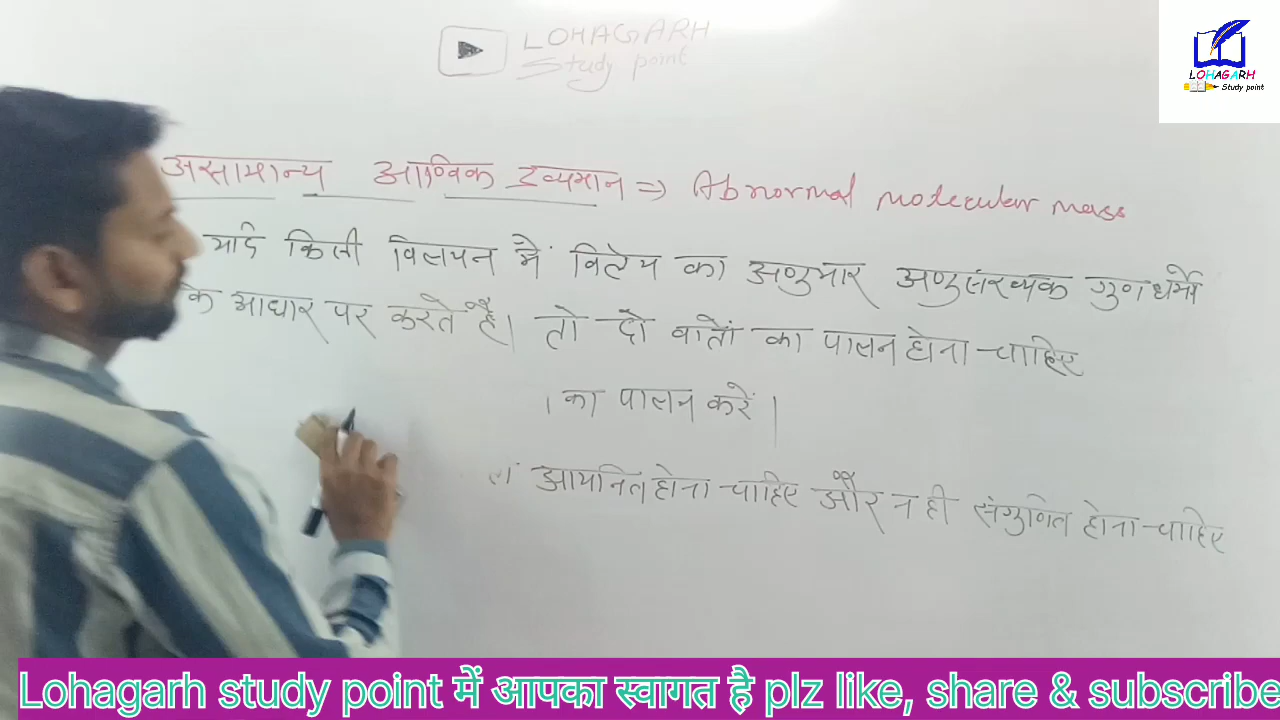 LOHAGARH
Study point
LOHAGARH
Study point
असामान्य आण्विक द्रव्यमान => Abnormal molecular mass
यदि किसी विलयन में विलेय का अणुभार अणुसंख्यक गुणधर्मो
के आधार पर करते है। तो दो बातों का पालन होना चाहिए
का पालन करें।
आयनित होना चाहिए और न ही संगुणित होना चाहिए
Lohagarh study point में आपका स्वागत है plz like, share & subscribe